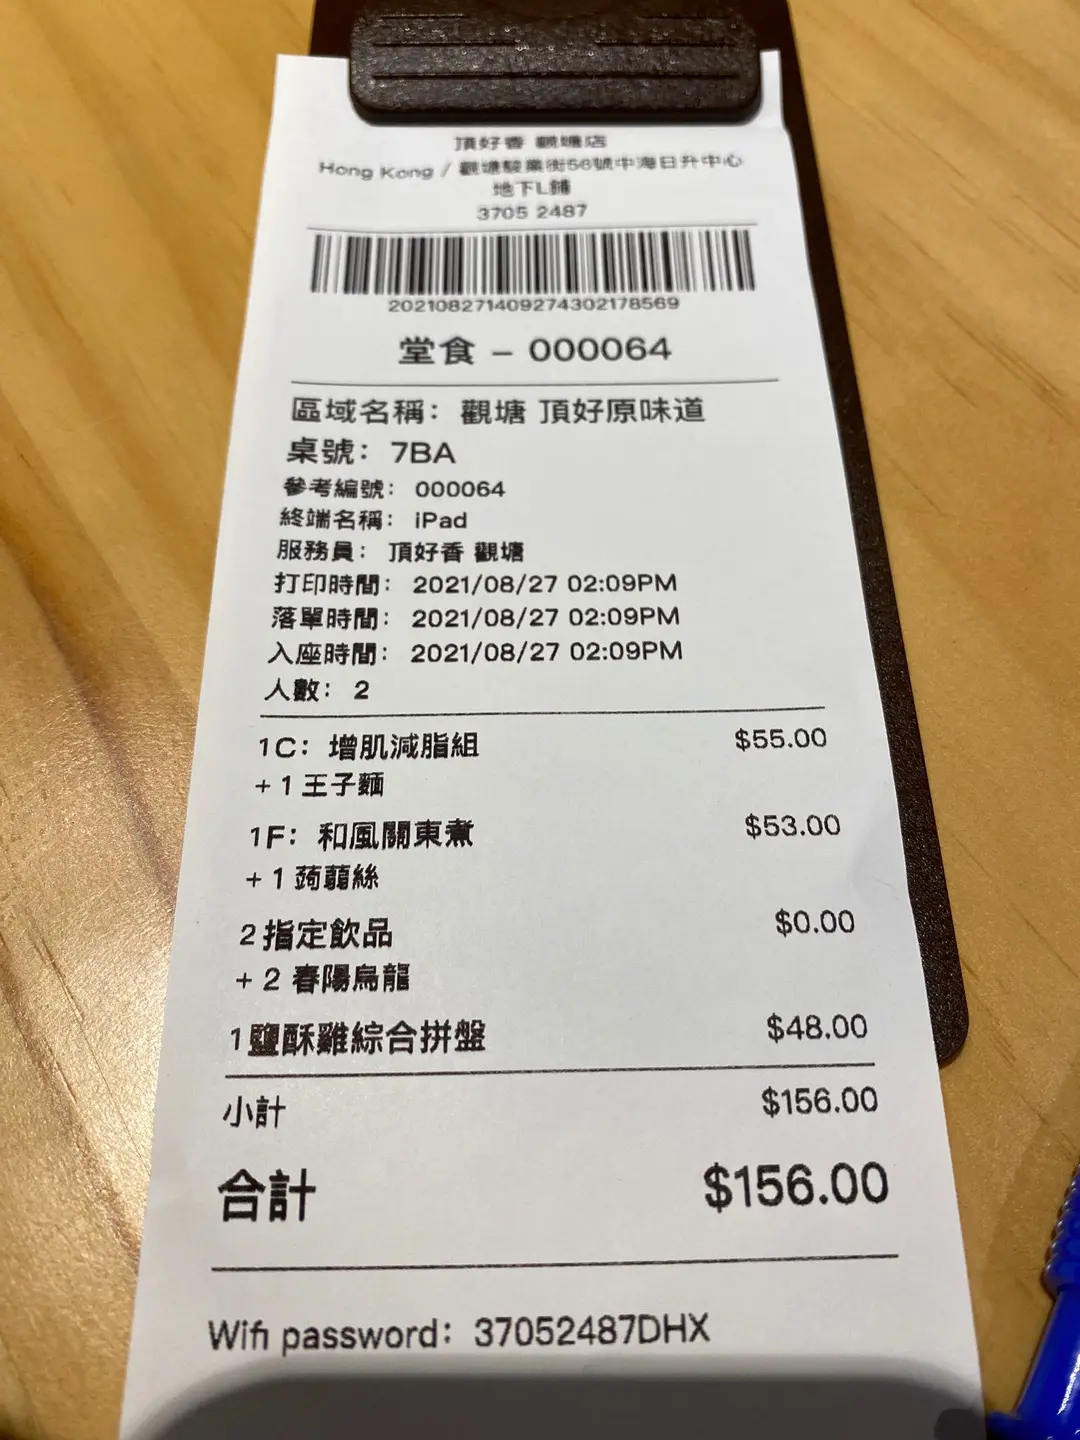 頂好香 觀塘店
Hong Kong / 觀塘駿業街56號中海日升中心
地下L舖
3705 2487
202108271409274302178569
堂食 – 000064
區域名稱： 觀塘 頂好原味道
桌號： 7BA
參考編號： 000064
終端名稱： iPad
服務員： 頂好香 觀塘
打印時間： 2021/08/27 02:09PM
落單時間： 2021/08/27 02:09PM
入座時間： 2021/08/27 02:09PM
人數： 2
1C： 增肌減脂組 $55.00
+ 1 王子麵
1F： 和風關東煮 $53.00
+ 1 蒟蒻絲
2 指定飲品 $0.00
+ 2 春陽烏龍
1 鹽酥雞綜合拼盤 $48.00
小計 $156.00
合計 $156.00
Wifi password： 37052487DHX